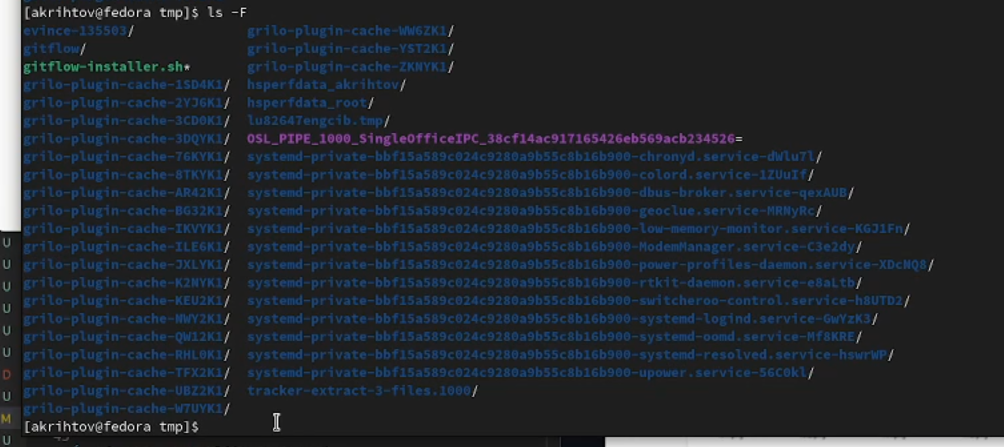 [akrihtov@fedora tmp]$ ls -F
evince-135503/ grilo-plugin-cache-WW6ZK1/
gitflow/ grilo-plugin-cache-YST2K1/
gitflow-installer.sh* grilo-plugin-cache-ZKNYK1/
grilo-plugin-cache-1SD4K1/ hsperfdata_akrihtov/
grilo-plugin-cache-2YJ6K1/ hsperfdata_root/
grilo-plugin-cache-3CD0K1/ lu82647engcib.tmp/
grilo-plugin-cache-3DQYK1/ OSL_PIPE_1000_SingleOfficeIPC_38cf14ac917165426eb569acb234526=
grilo-plugin-cache-76KYK1/ systemd-private-bbf15a589c024c9280a9b55c8b16b900-chronyd.service-dWlu7l/
grilo-plugin-cache-8TKYK1/ systemd-private-bbf15a589c024c9280a9b55c8b16b900-colord.service-1ZUuIf/
grilo-plugin-cache-AR42K1/ systemd-private-bbf15a589c024c9280a9b55c8b16b900-dbus-broker.service-qexAUB/
grilo-plugin-cache-BG32K1/ systemd-private-bbf15a589c024c9280a9b55c8b16b900-geoclue.service-MRNyRc/
grilo-plugin-cache-IKVYK1/ systemd-private-bbf15a589c024c9280a9b55c8b16b900-low-memory-monitor.service-KGJ1Fn/
grilo-plugin-cache-ILE6K1/ systemd-private-bbf15a589c024c9280a9b55c8b16b900-ModemManager.service-C3e2dy/
grilo-plugin-cache-JXLYK1/ systemd-private-bbf15a589c024c9280a9b55c8b16b900-power-profiles-daemon.service-XDcNQ8/
grilo-plugin-cache-K2NYK1/ systemd-private-bbf15a589c024c9280a9b55c8b16b900-rtkit-daemon.service-e8aLtb/
grilo-plugin-cache-KEU2K1/ systemd-private-bbf15a589c024c9280a9b55c8b16b900-switcheroo-control.service-h8UTD2/
grilo-plugin-cache-NWY2K1/ systemd-private-bbf15a589c024c9280a9b55c8b16b900-systemd-logind.service-GwYzK3/
grilo-plugin-cache-QW12K1/ systemd-private-bbf15a589c024c9280a9b55c8b16b900-systemd-oomd.service-Mf8KRE/
grilo-plugin-cache-RHL0K1/ systemd-private-bbf15a589c024c9280a9b55c8b16b900-systemd-resolved.service-hswrWP/
grilo-plugin-cache-TFX2K1/ systemd-private-bbf15a589c024c9280a9b55c8b16b900-upower.service-56C0kl/
grilo-plugin-cache-UBZ2K1/ tracker-extract-3-files.1000/
grilo-plugin-cache-W7UYK1/
[akrihtov@fedora tmp]$
U
U
U
U
U
U
D
U
M
U